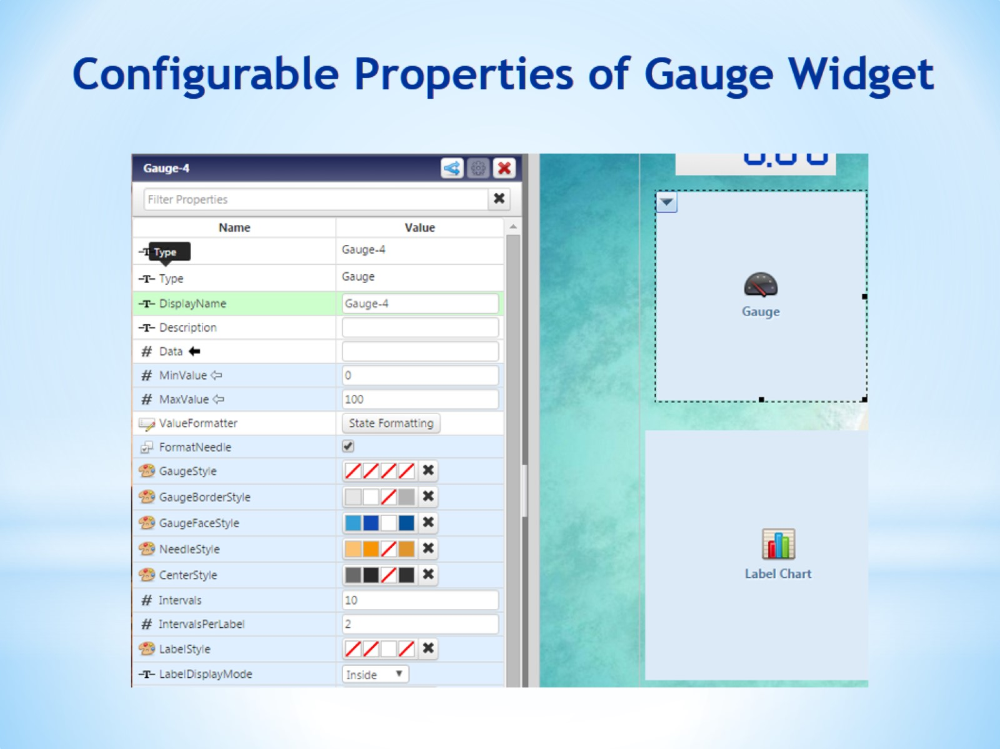 Configurable Properties of Gauge Widget
Gauge-4
Filter Properties
Name Value
Type Gauge-4
Type Gauge
DisplayName Gauge-4
Description
# Data
# MinValue 0
# MaxValue 100
ValueFormatter State Formatting
FormatNeedle
GaugeStyle
GaugeBorderStyle
GaugeFaceStyle
NeedleStyle
CenterStyle
# Intervals 10
# IntervalsPerLabel 2
LabelStyle
LabelDisplayMode Inside
Gauge
Label Chart